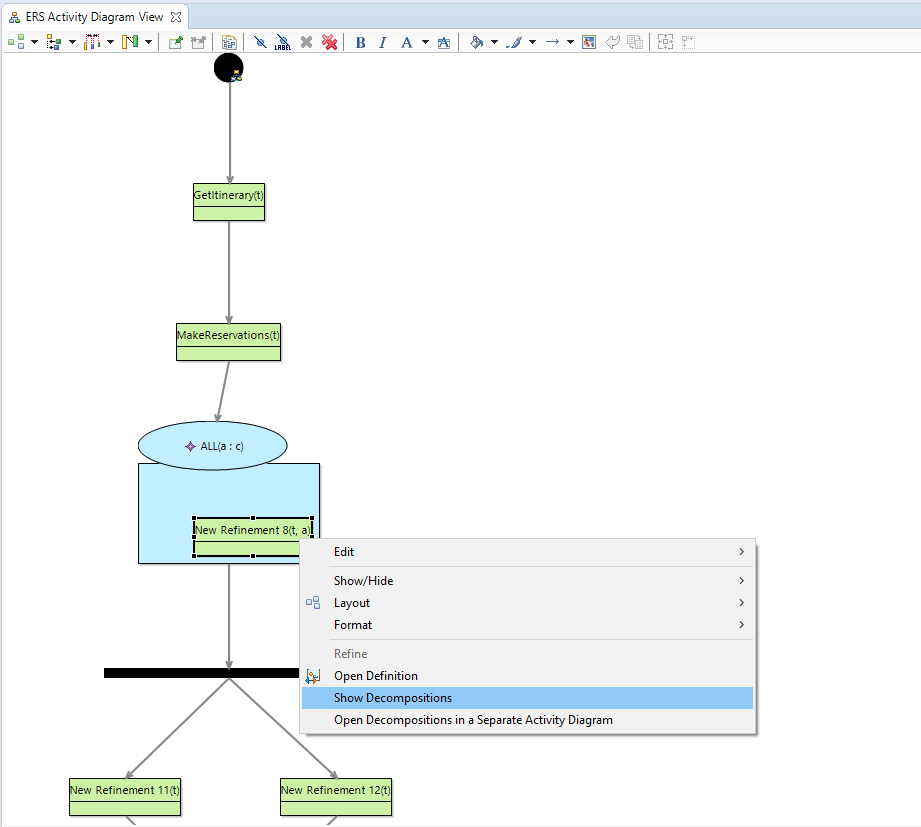 ERS Activity Diagram View
LABEL
B I A A
GetItinerary(t)
MakeReservations(t)
ALL(a : c)
New Refinement 8(t, a)
Edit
Show/Hide
Layout
Format
Refine
Open Definition
Show Decompositions
Open Decompositions in a Separate Activity Diagram
New Refinement 11(t)
New Refinement 12(t)